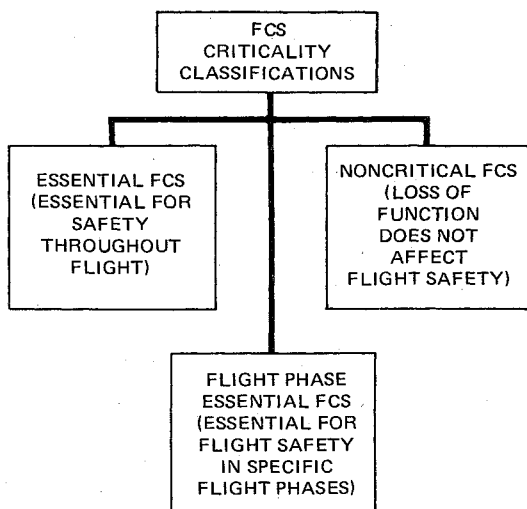 FCS
CRITICALITY
CLASSIFICATIONS
ESSENTIAL FCS
(ESSENTIAL FOR
SAFETY
THROUGHOUT
FLIGHT)
NONCRITICAL FCS
(LOSS OF
FUNCTION
DOES NOT
AFFECT
FLIGHT SAFETY)
FLIGHT PHASE
ESSENTIAL FCS
(ESSENTIAL FOR
FLIGHT SAFETY
IN SPECIFIC
FLIGHT PHASES)